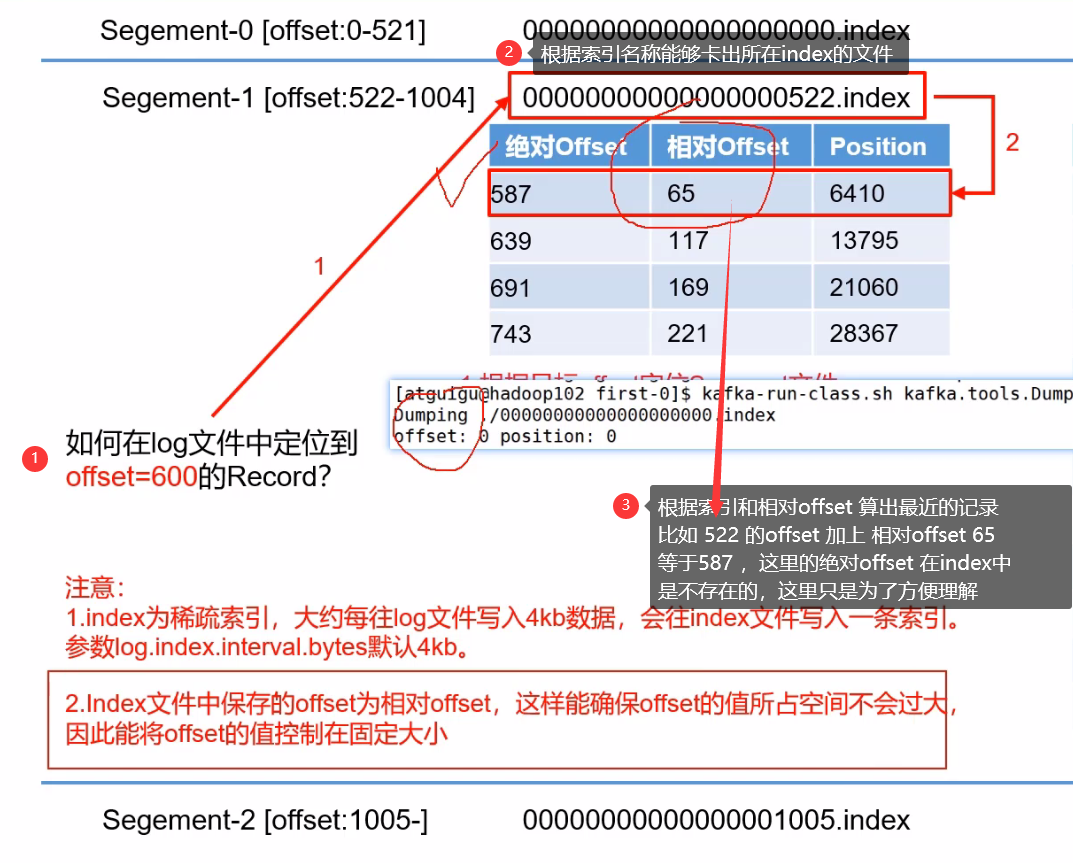 Segement-0 [offset:0-521]
00000000000000000000.index
2
根据索引名称能够卡出所在index的文件
Segement-1 [offset:522-1004]
00000000000000000522.index
绝对Offset 相对Offset Position
2
587 65 6410
639 117 13795
691 169 21060
743 221 28367
1
[atguigu@hadoop102 first-0]$ kafka-run-class.sh kafka.tools.Dump
Dumping ./00000000000000000000.index
offset: 0 position: 0
1
如何在log文件中定位到
offset=600的Record?
3
根据索引和相对offset 算出最近的记录
比如 522 的offset 加上 相对offset 65
等于587 ，这里的绝对offset 在index中
是不存在的，这里只是为了方便理解
注意：
1.index为稀疏索引，大约每往log文件写入4kb数据，会往index文件写入一条索引。
参数log.index.interval.bytes默认4kb。
2.Index文件中保存的offset为相对offset，这样能确保offset的值所占空间不会过大，
因此能将offset的值控制在固定大小
Segement-2 [offset:1005-]
00000000000000001005.index